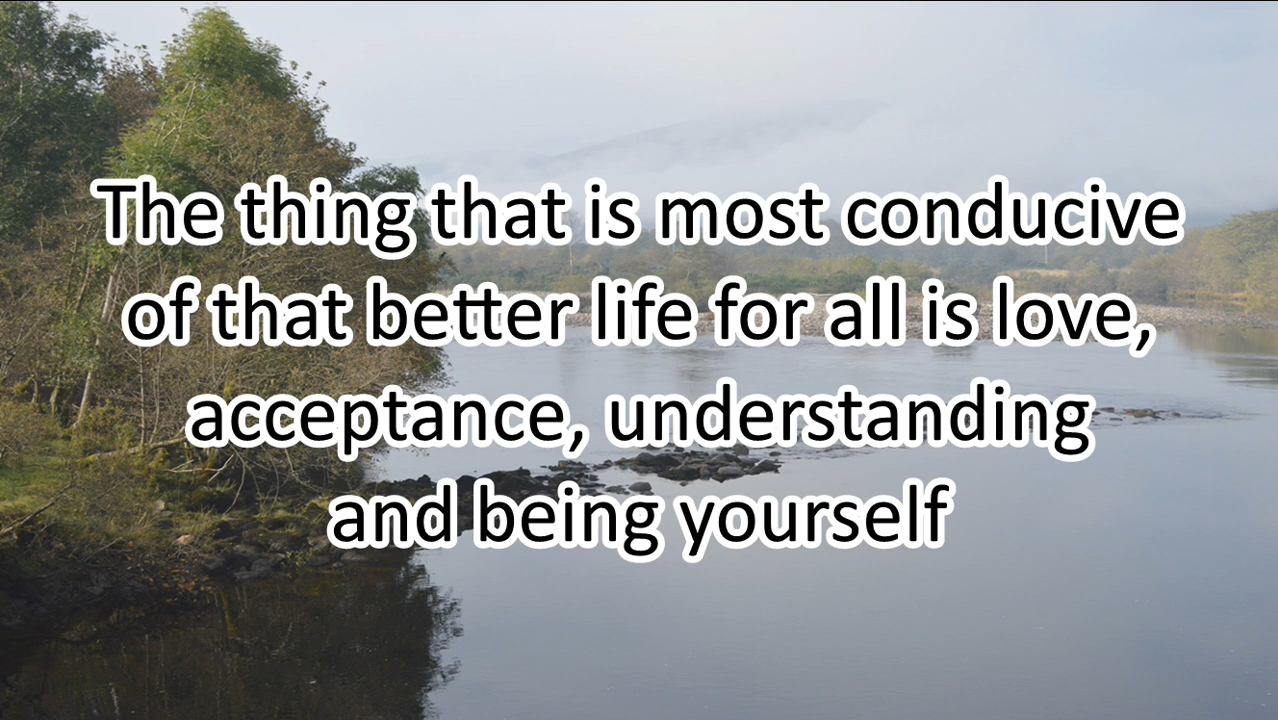 The thing that is most conducive
of that better life for all is love,
acceptance, understanding
and being yourself